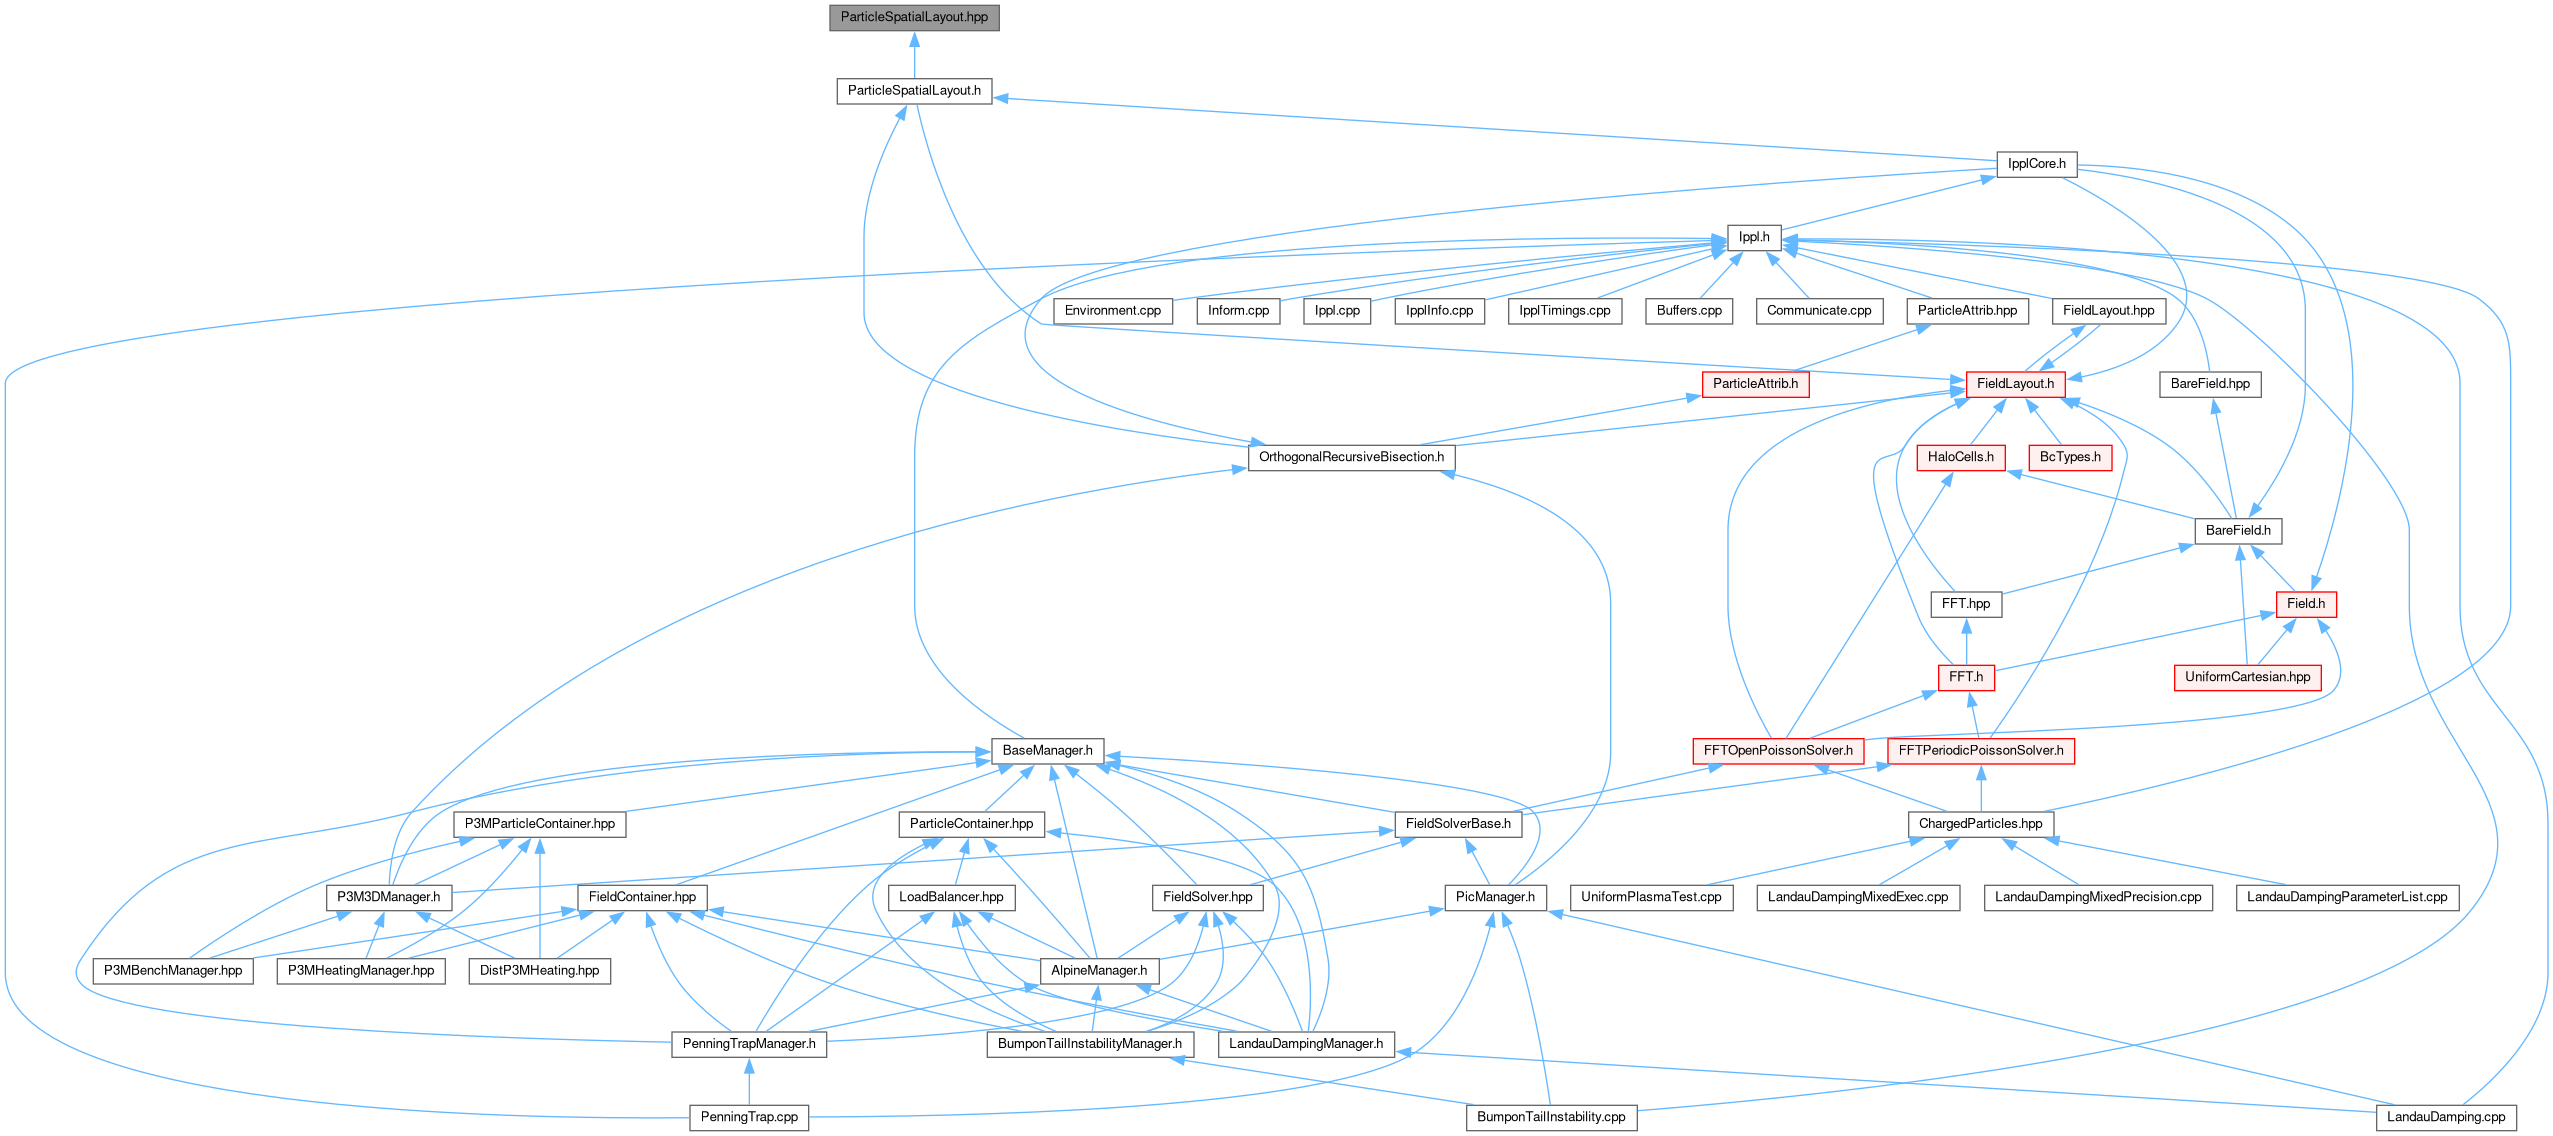 ParticleSpatialLayout.hpp
ParticleSpatialLayout.h
IpplCore.h
Ippl.h
Environment.cpp
Inform.cpp
Ippl.cpp
IpplInfo.cpp
IpplTimings.cpp
Buffers.cpp
Communicate.cpp
ParticleAttrib.hpp
FieldLayout.hpp
ParticleAttrib.h
FieldLayout.h
BareField.hpp
OrthogonalRecursiveBisection.h
HaloCells.h
BcTypes.h
BareField.h
FFT.hpp
Field.h
FFT.h
UniformCartesian.hpp
BaseManager.h
FFTOpenPoissonSolver.h
FFTPeriodicPoissonSolver.h
P3MParticleContainer.hpp
ParticleContainer.hpp
FieldSolverBase.h
ChargedParticles.hpp
P3M3DManager.h
FieldContainer.hpp
LoadBalancer.hpp
FieldSolver.hpp
PicManager.h
UniformPlasmaTest.cpp
LandauDampingMixedExec.cpp
LandauDampingMixedPrecision.cpp
LandauDampingParameterList.cpp
P3MBenchManager.hpp
P3MHeatingManager.hpp
DistP3MHeating.hpp
AlpineManager.h
PenningTrapManager.h
BumponTailInstabilityManager.h
LandauDampingManager.h
PenningTrap.cpp
BumponTailInstability.cpp
LandauDamping.cpp